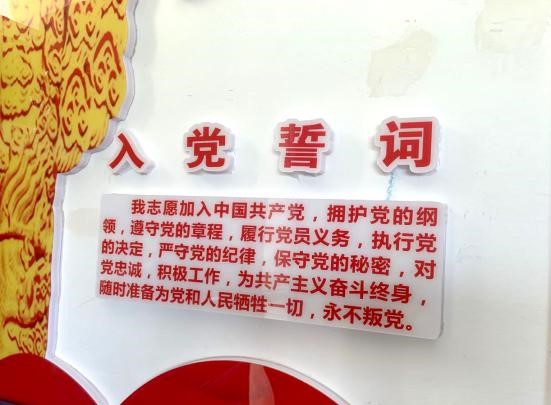 入党誓词
我志愿加入中国共产党，拥护党的纲
领，遵守党的章程，履行党员义务，执行党
的决定，严守党的纪律，保守党的秘密，对
党忠诚，积极工作，为共产主义奋斗终身，
随时准备为党和人民牺牲一切，永不叛党。